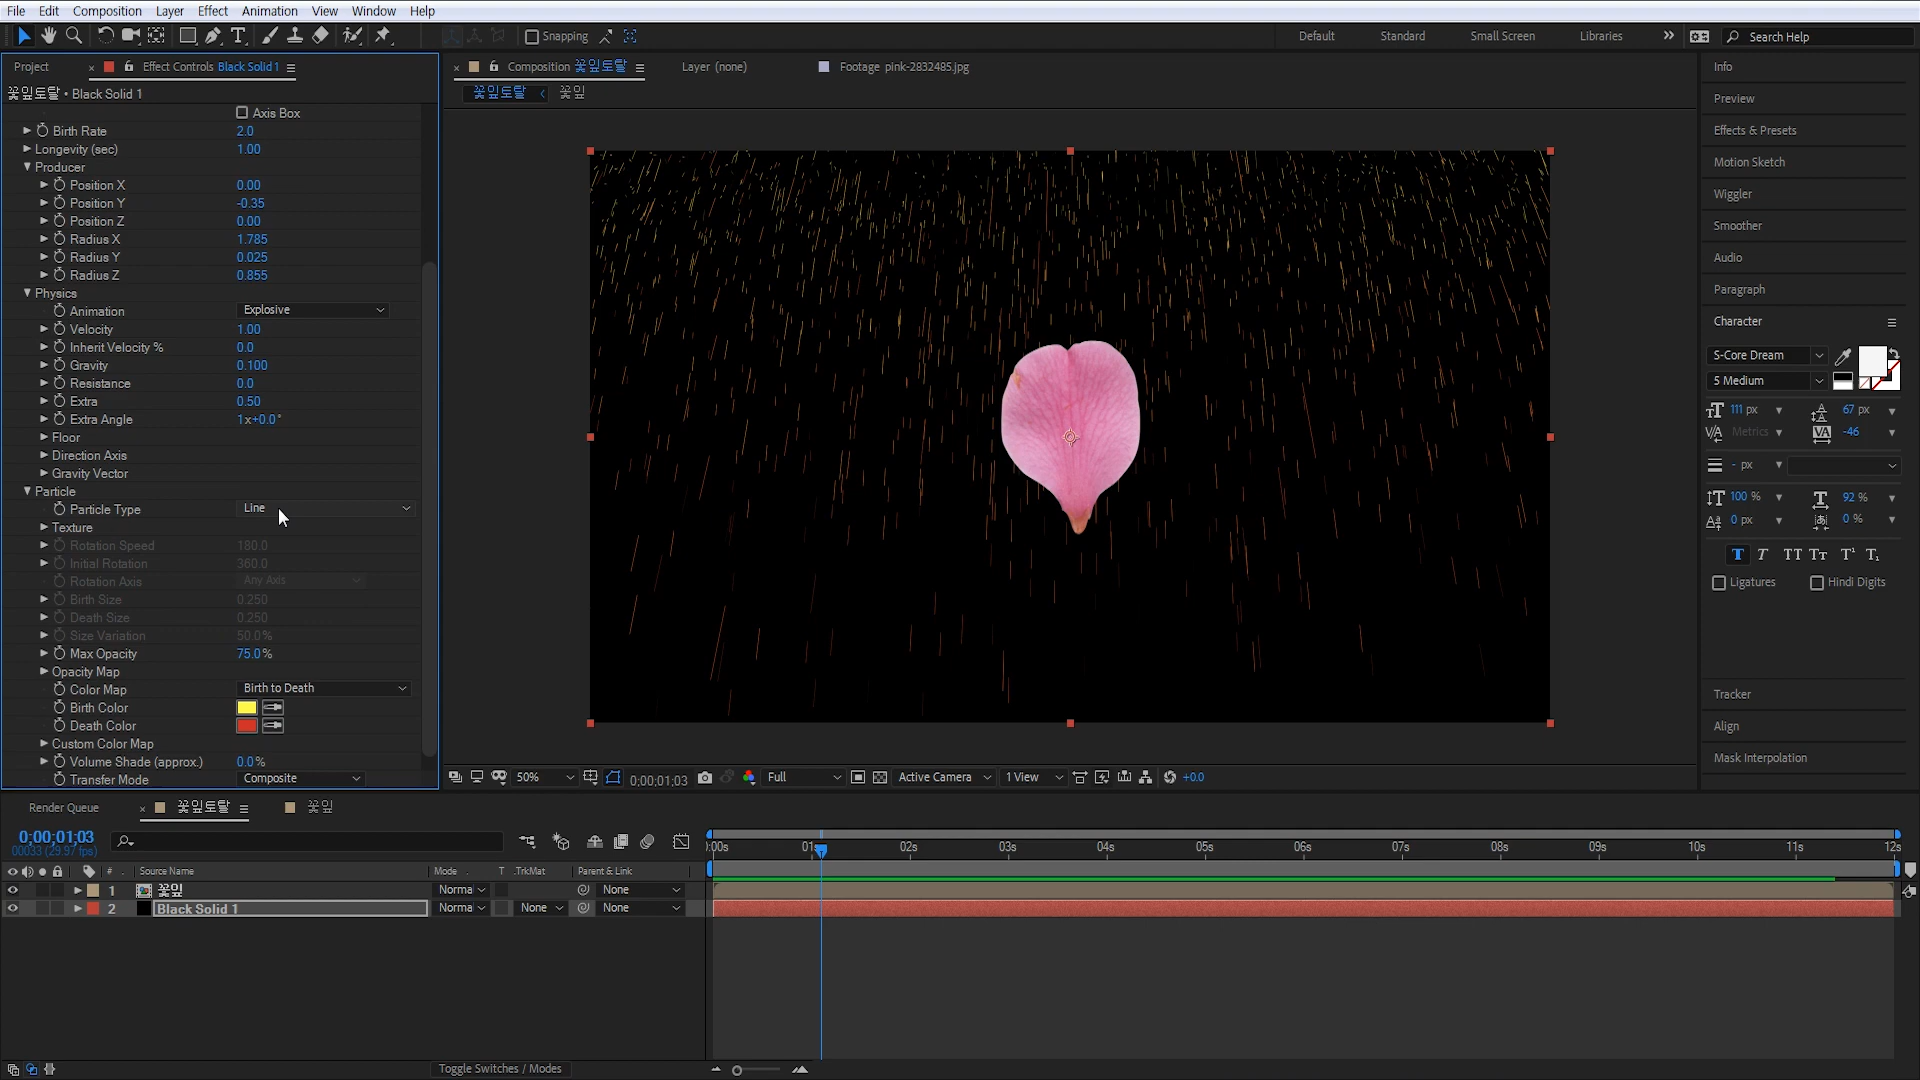 File Edit Composition Layer Effect Animation View Window Help
Snapping Default Standard Small Screen Libraries Search Help
Project Effect Controls Black Solid 1
Composition 꽃잎토탈 Layer (none) Footage pink-2832485.jpg
꽃잎토탈 • Black Solid 1
꽃잎토탈 꽃잎
Axis Box
Birth Rate 2.0
Longevity (sec) 1.00
Producer
Position X 0.00
Position Y -0.35
Position Z 0.00
Radius X 1.785
Radius Y 0.025
Radius Z 0.855
Physics
Animation Explosive
Velocity 1.00
Inherit Velocity % 0.0
Gravity 0.100
Resistance 0.0
Extra 0.50
Extra Angle 1x+0.0°
Floor
Direction Axis
Gravity Vector
Particle
Particle Type Line
Texture
Rotation Speed 180.0
Initial Rotation 360.0
Rotation Axis Any Axis
Birth Size 0.250
Death Size 0.250
Size Variation 50.0%
Max Opacity 75.0%
Opacity Map
Color Map Birth to Death
Birth Color
Death Color
Custom Color Map
Volume Shade (approx.) 0.0%
Transfer Mode Composite
50% 0;00;01;03 Full Active Camera 1 View +0.0
Info
Preview
Effects & Presets
Motion Sketch
Wiggler
Smoother
Audio
Paragraph
Character
S-Core Dream
5 Medium
111 px 67 px
Metrics -46
- px
100 % 92 %
0 px 0 %
T T TT Tt T¹ T₁
Ligatures Hindi Digits
Tracker
Align
Mask Interpolation
Render Queue 꽃잎토탈 꽃잎
0;00;01;03
00033 (29.97 fps)
:00s 01s 02s 03s 04s 05s 06s 07s 08s 09s 10s 11s 12s
# Source Name Mode T .TrkMat Parent & Link
1 꽃잎 Norma None
2 Black Solid 1 Norma None None
Toggle Switches / Modes